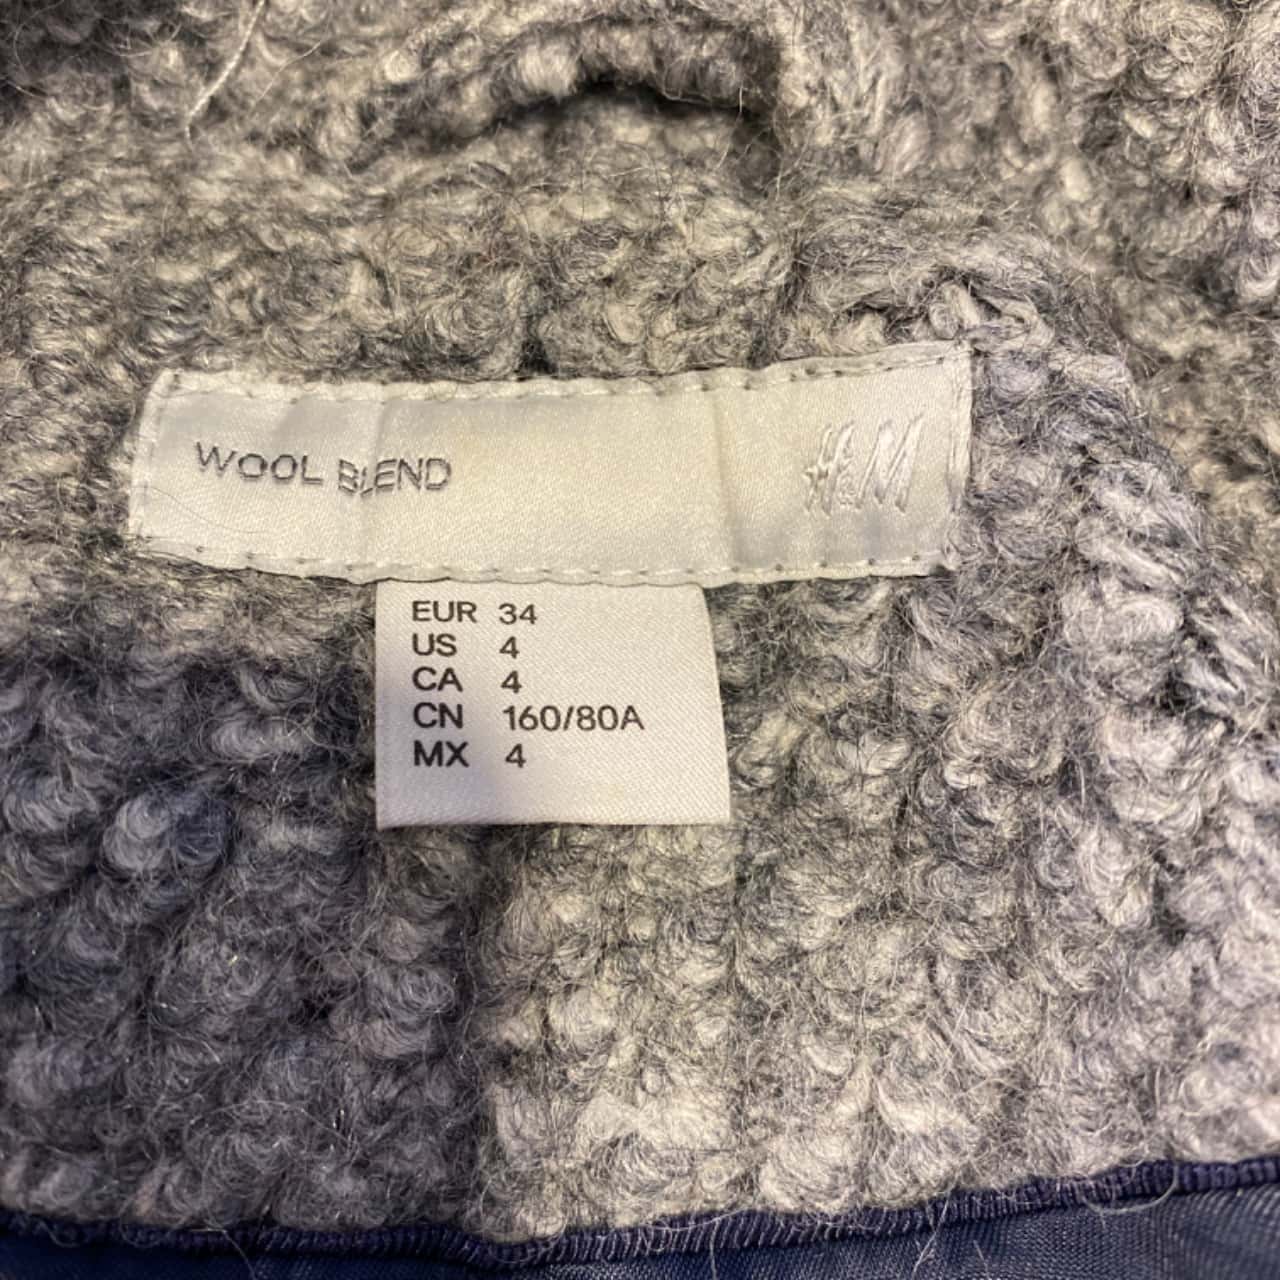 WOOL BLEND H&M
EUR 34
US 4
CA 4
CN 160/80A
MX 4